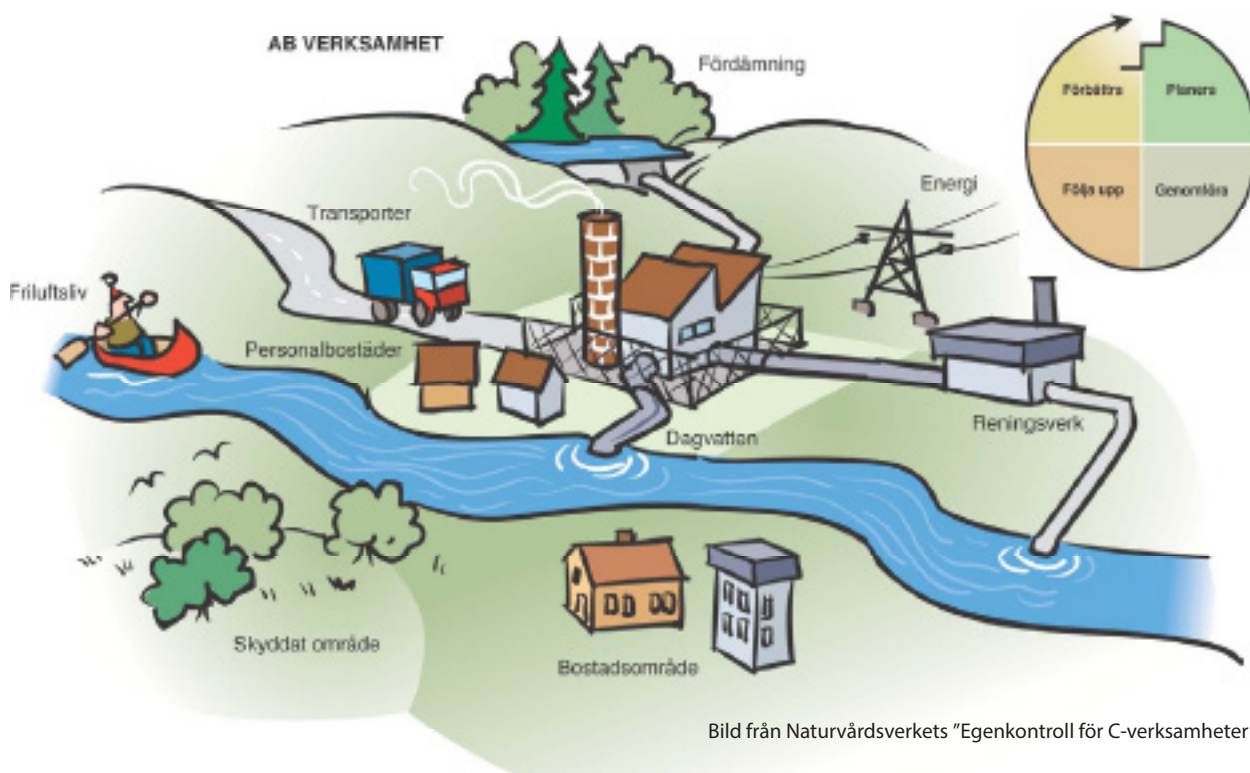 AB VERKSAMHET
Fördämning
Förbättra
Planera
Följa upp
Genomföra
Energi
Transporter
Friluftsliv
Personalbostäder
Dagvatten
Reningsverk
Skyddat område
Bostadsområde
Bild från Naturvårdsverkets ”Egenkontroll för C-verksamheter